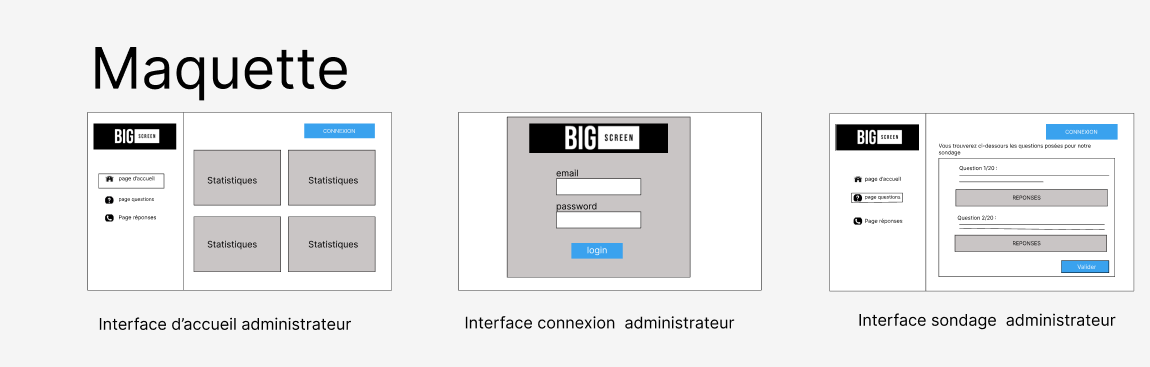 Maquette
BIG SCREEN
CONNEXION
page d'accueil
page questions
Page réponses
Statistiques
Statistiques
Statistiques
Statistiques
Interface d'accueil administrateur
BIG SCREEN
email
password
login
Interface connexion administrateur
BIG SCREEN
CONNEXION
page d'accueil
page questions
Page réponses
Vous trouverez ci-dessours les questions posées pour notre
sondage
Question 1/20 :
REPONSES
Question 2/20 :
REPONSES
Valider
Interface sondage administrateur